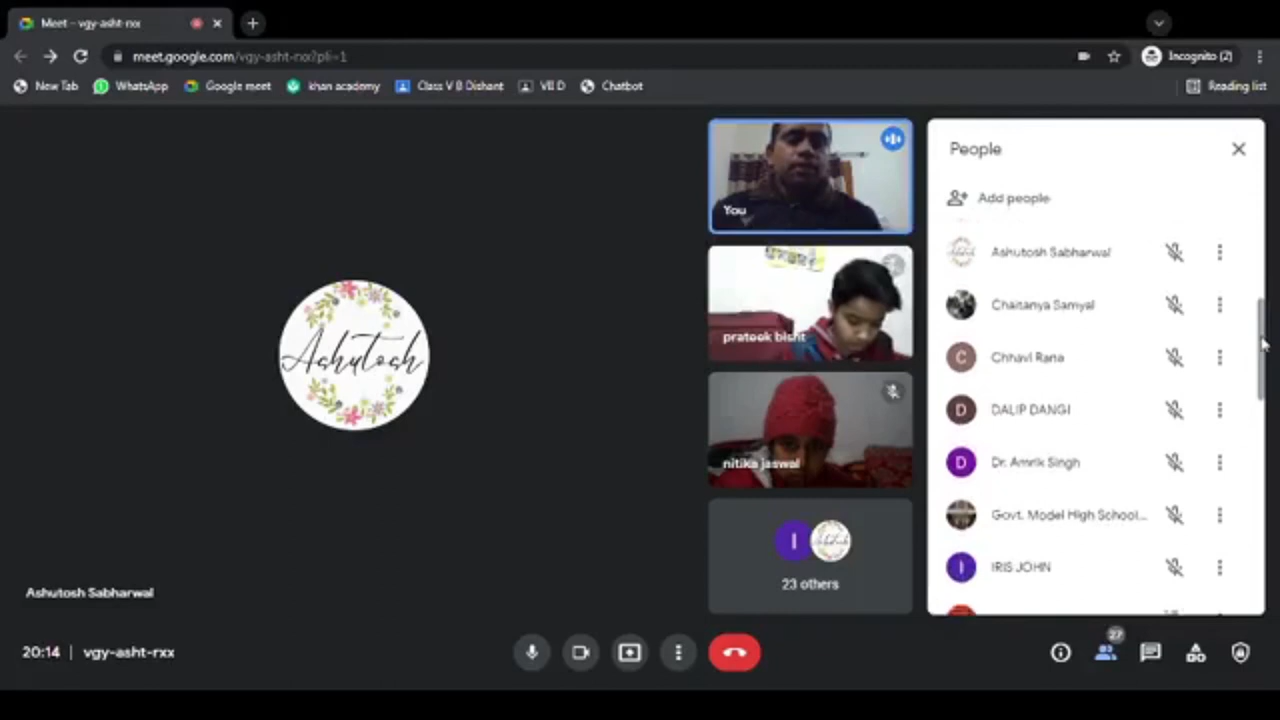 Meet - vgy-asht-rxx
meet.google.com/vgy-asht-rxx?pli=1
Incognito (2)
New Tab
WhatsApp
Google meet
khan academy
Class V B Dishant
VII D
Chatbot
Reading list
You
prateek bisht
nitika jaswal
I
Ashutosh
23 others
Ashutosh
Ashutosh Sabharwal
People
Add people
Ashutosh Sabharwal
Chaitanya Samyal
C
Chhavi Rana
D
DALIP DANGI
D
Dr. Amrik Singh
Govt. Model High School...
I
IRIS JOHN
20:14 | vgy-asht-rxx
27